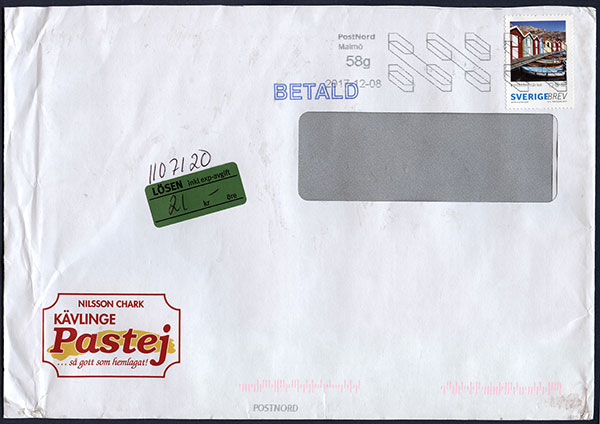 PostNord
Malmö
58g
2017-12-08
BETALD
SVERIGE BREV
1107120
LÖSEN inkl exp-avgift
21 — kr öre
NILSSON CHARK
KÄVLINGE
Pastej
...så gott som hemlagat!
POSTNORD